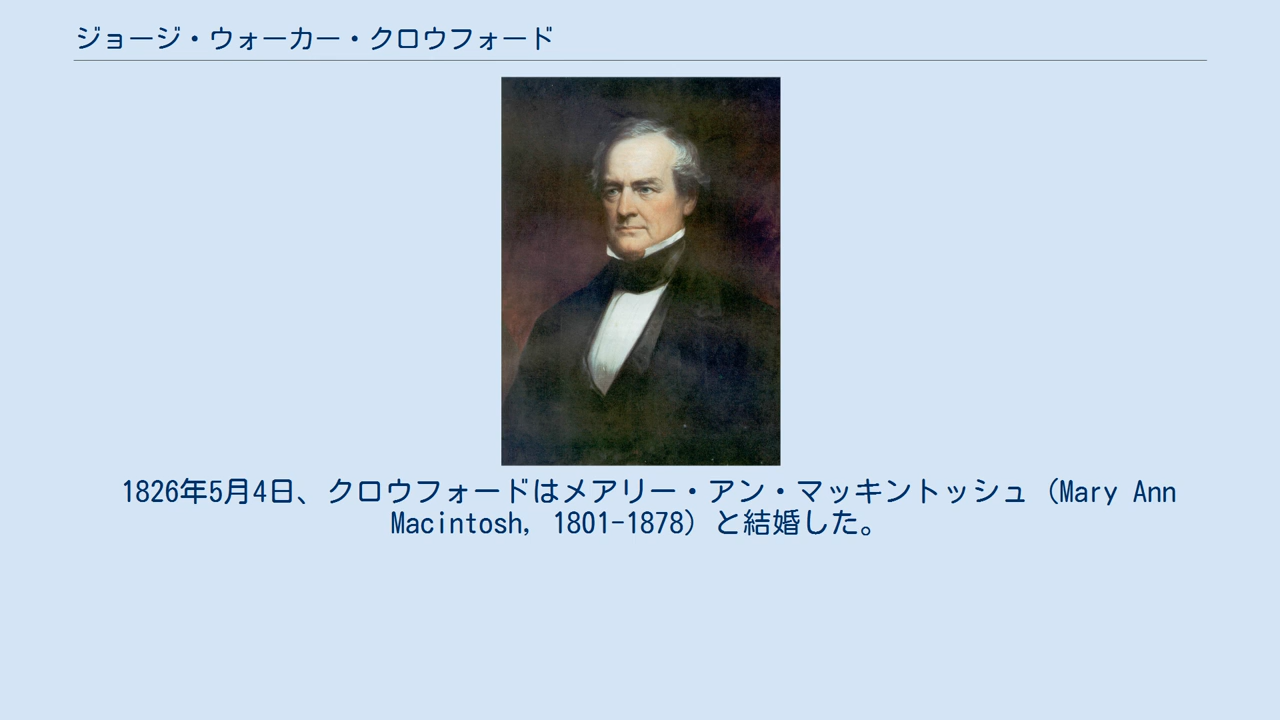 ジョージ・ウォーカー・クロウフォード
1826年5月4日、クロウフォードはメアリー・アン・マッキントッシュ（Mary Ann
Macintosh, 1801-1878）と結婚した。